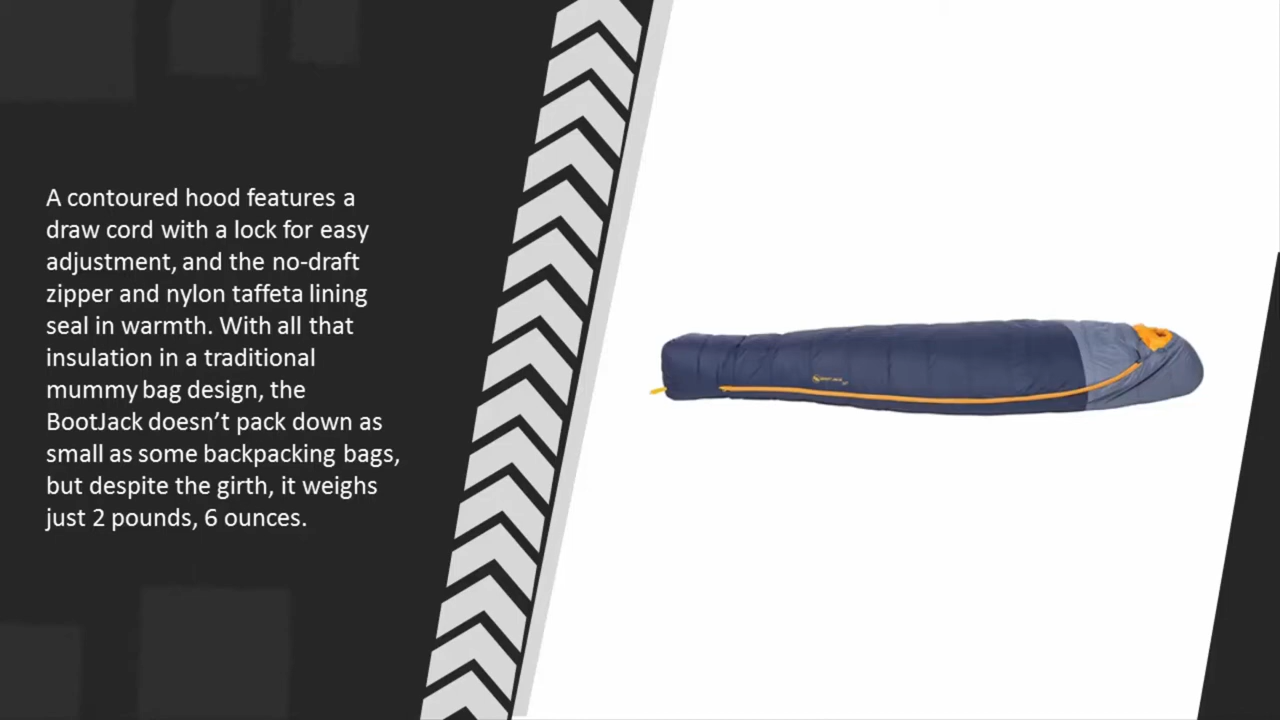 A contoured hood features a
draw cord with a lock for easy
adjustment, and the no-draft
zipper and nylon taffeta lining
seal in warmth. With all that
insulation in a traditional
mummy bag design, the
BootJack doesn’t pack down as
small as some backpacking bags,
but despite the girth, it weighs
just 2 pounds, 6 ounces.